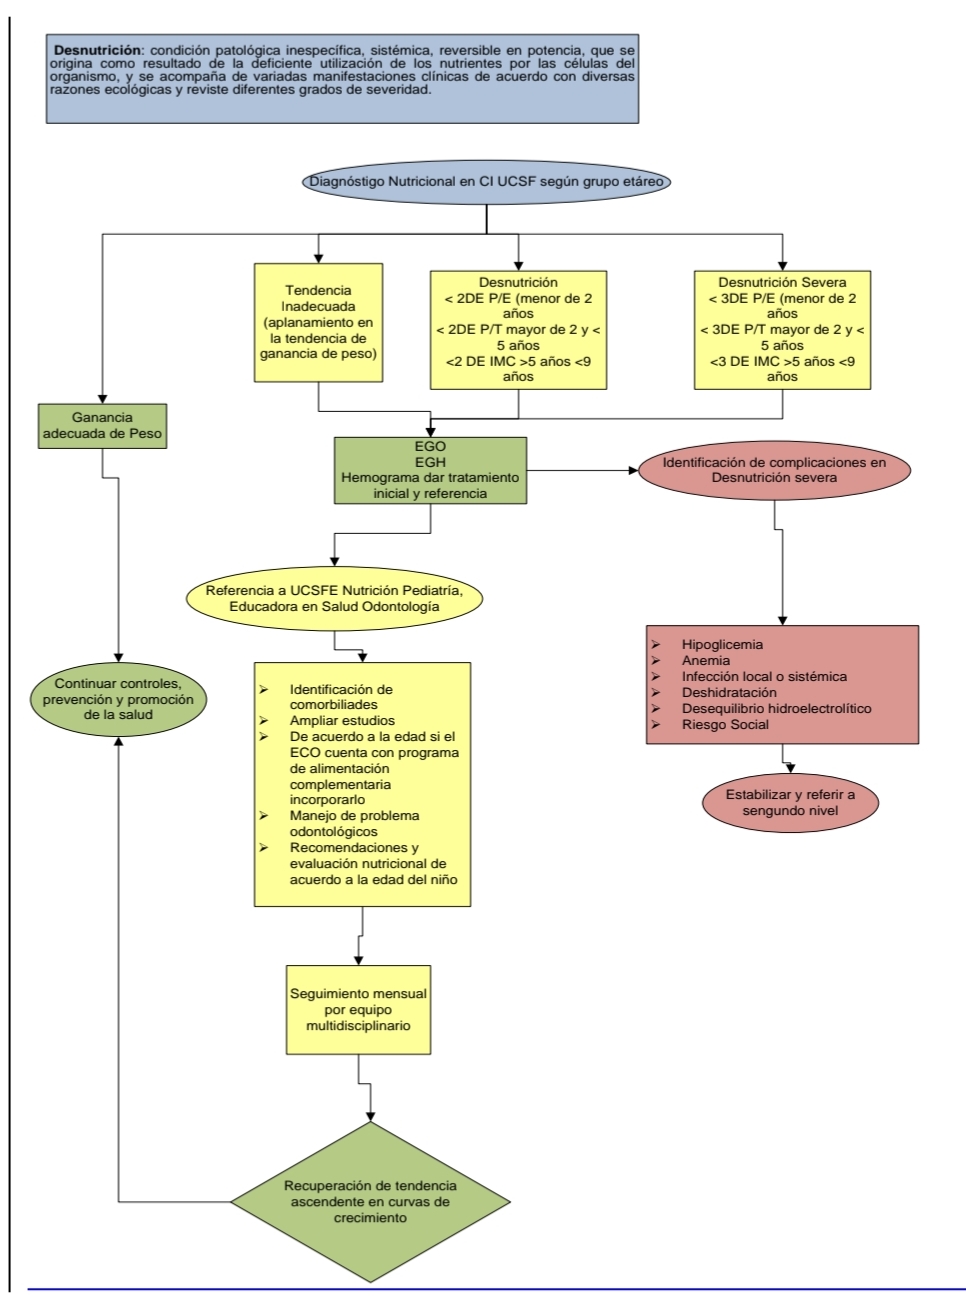 Desnutrición: condición patológica inespecífica, sistémica, reversible en potencia, que se
origina como resultado de la deficiente utilización de los nutrientes por las células del
organismo, y se acompaña de variadas manifestaciones clínicas de acuerdo con diversas
razones ecológicas y reviste diferentes grados de severidad.
Diagnóstigo Nutricional en CI UCSF según grupo etáreo
Tendencia
Inadecuada
(aplanamiento en
la tendencia de
ganancia de peso)
Desnutrición
< 2DE P/E (menor de 2
años
< 2DE P/T mayor de 2 y <
5 años
<2 DE IMC >5 años <9
años
Desnutrición Severa
< 3DE P/E (menor de 2
años
< 3DE P/T mayor de 2 y <
5 años
<3 DE IMC >5 años <9
años
Ganancia
adecuada de Peso
EGO
EGH
Hemograma dar tratamiento
inicial y referencia
Identificación de complicaciones en
Desnutrición severa
Referencia a UCSFE Nutrición Pediatría,
Educadora en Salud Odontología
Continuar controles,
prevención y promoción
de la salud
➢ Identificación de
comorbiliades
➢ Ampliar estudios
➢ De acuerdo a la edad si el
ECO cuenta con programa
de alimentación
complementaria
incorporarlo
➢ Manejo de problema
odontológicos
➢ Recomendaciones y
evaluación nutricional de
acuerdo a la edad del niño
➢ Hipoglicemia
➢ Anemia
➢ Infección local o sistémica
➢ Deshidratación
➢ Desequilibrio hidroelectrolítico
➢ Riesgo Social
Estabilizar y referir a
sengundo nivel
Seguimiento mensual
por equipo
multidisciplinario
Recuperación de tendencia
ascendente en curvas de
crecimiento